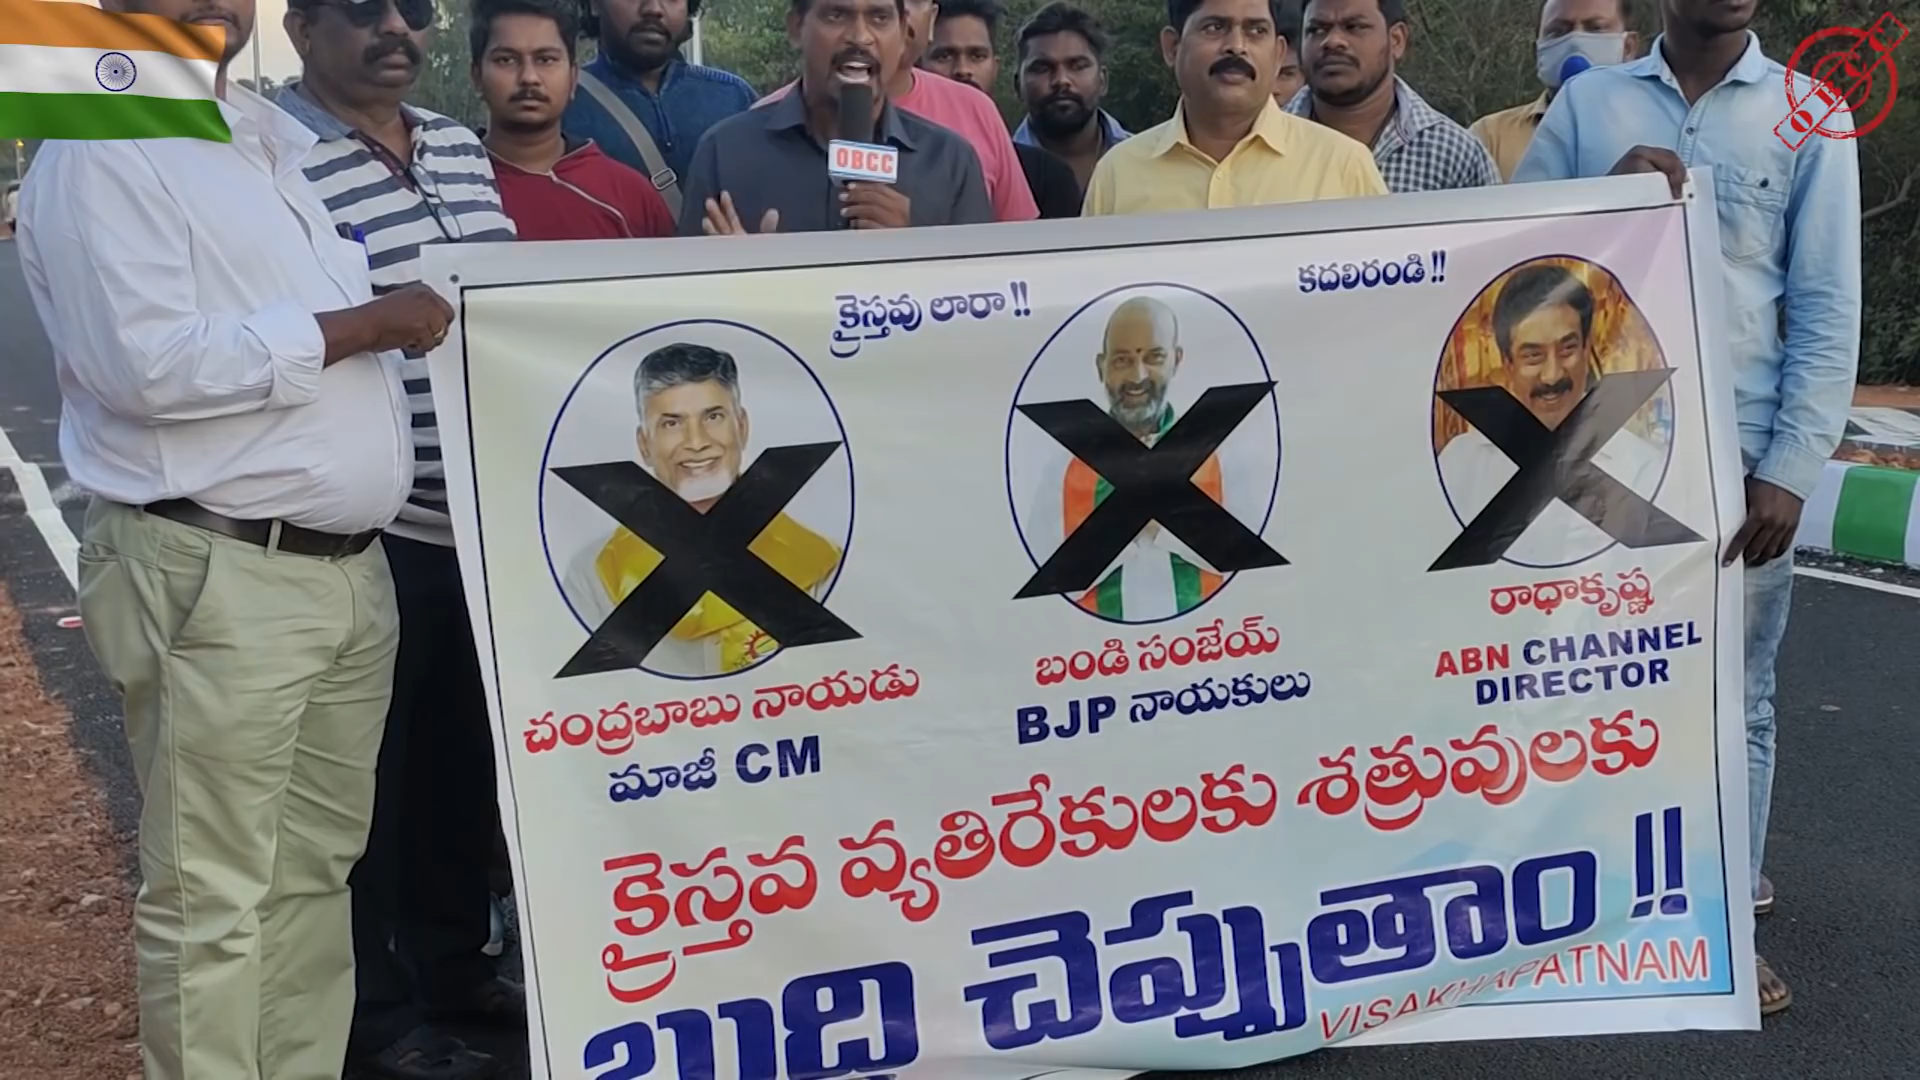 OBCC
క్రైస్తవు లారా !!
కదలిరండి !!
చంద్రబాబు నాయుడు
మాజీ CM
బండి సంజేయ్
BJP నాయకులు
రాధాకృష్ణ
ABN CHANNEL
DIRECTOR
క్రైస్తవ వ్యతిరేకులకు శత్రువులకు
బుద్ది చెప్పుతాం !!
VISAKHAPATNAM